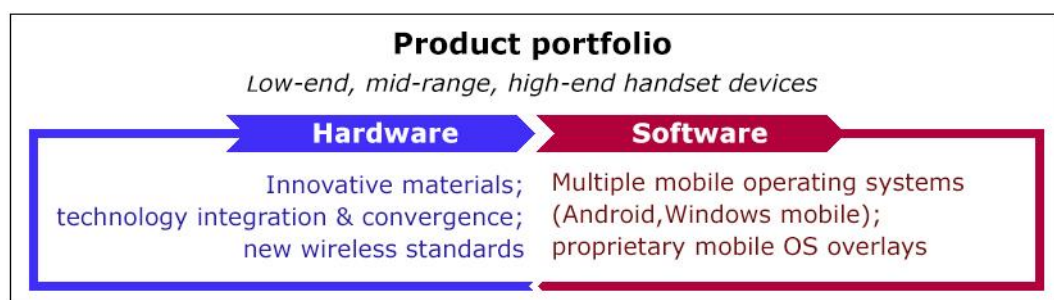 Product portfolio
Low-end, mid-range, high-end handset devices
Hardware
Innovative materials;
technology integration & convergence;
new wireless standards
Software
Multiple mobile operating systems
(Android,Windows mobile);
proprietary mobile OS overlays